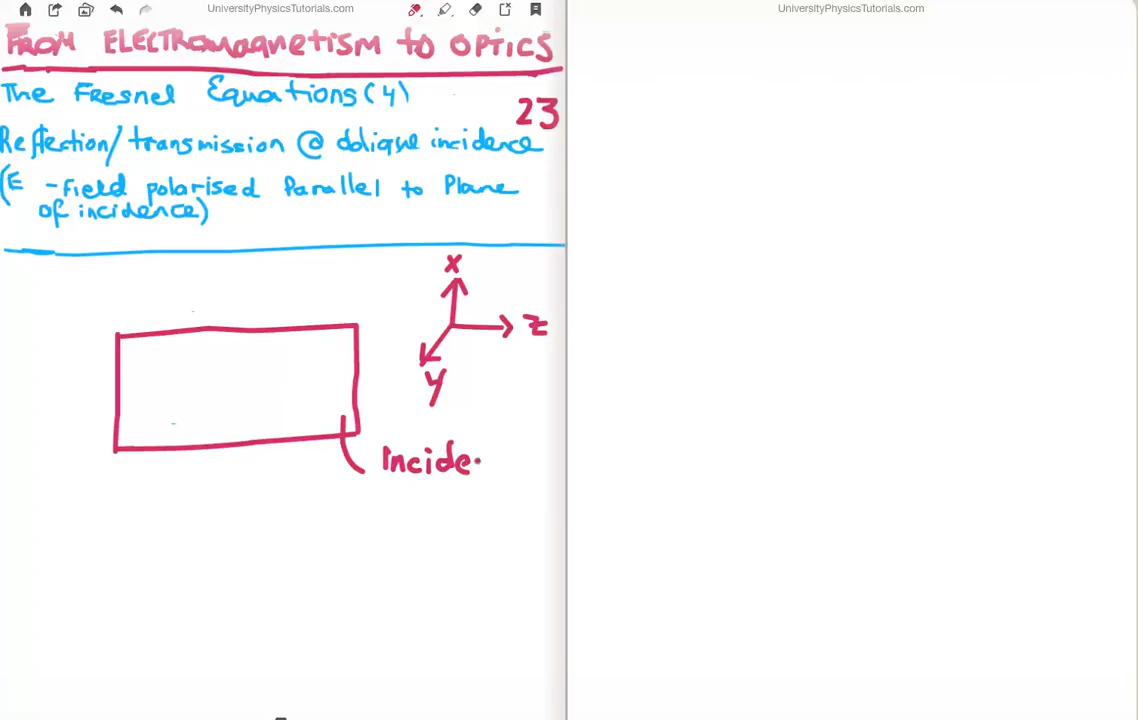 UniversityPhysicsTutorials.com
UniversityPhysicsTutorials.com
FROM ELECTROMAGNETISM to OPTICS
The Fresnel Equations (4)
23
Reflection/transmission @ oblique incidence
(E -field polarised Parallel to Plane
of incidence)
x
z
y
Incide